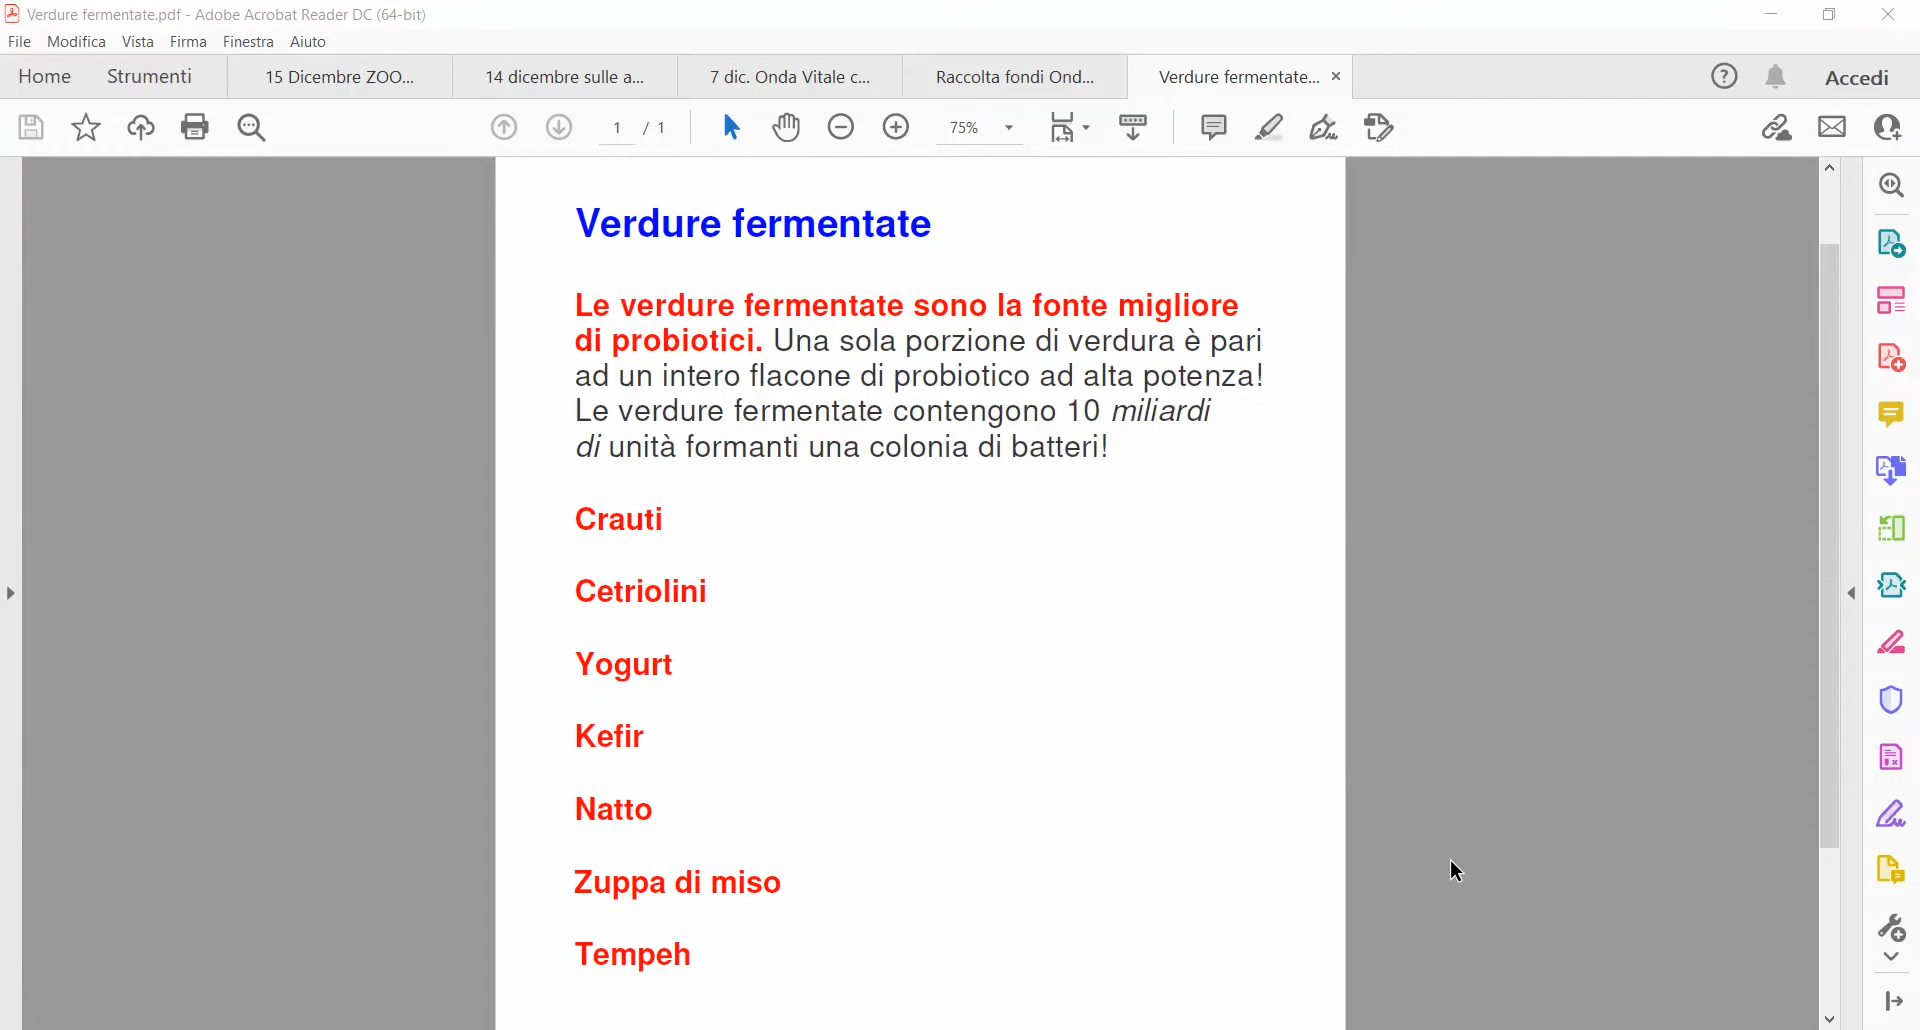 Verdure fermentate.pdf - Adobe Acrobat Reader DC (64-bit)
File Modifica Vista Firma Finestra Aiuto
Home Strumenti 15 Dicembre ZOO... 14 dicembre sulle a... 7 dic. Onda Vitale c... Raccolta fondi Ond... Verdure fermentate... Accedi
1 / 1 75%
Verdure fermentate
Le verdure fermentate sono la fonte migliore
di probiotici. Una sola porzione di verdura è pari
ad un intero flacone di probiotico ad alta potenza!
Le verdure fermentate contengono 10 miliardi
di unità formanti una colonia di batteri!
Crauti
Cetriolini
Yogurt
Kefir
Natto
Zuppa di miso
Tempeh